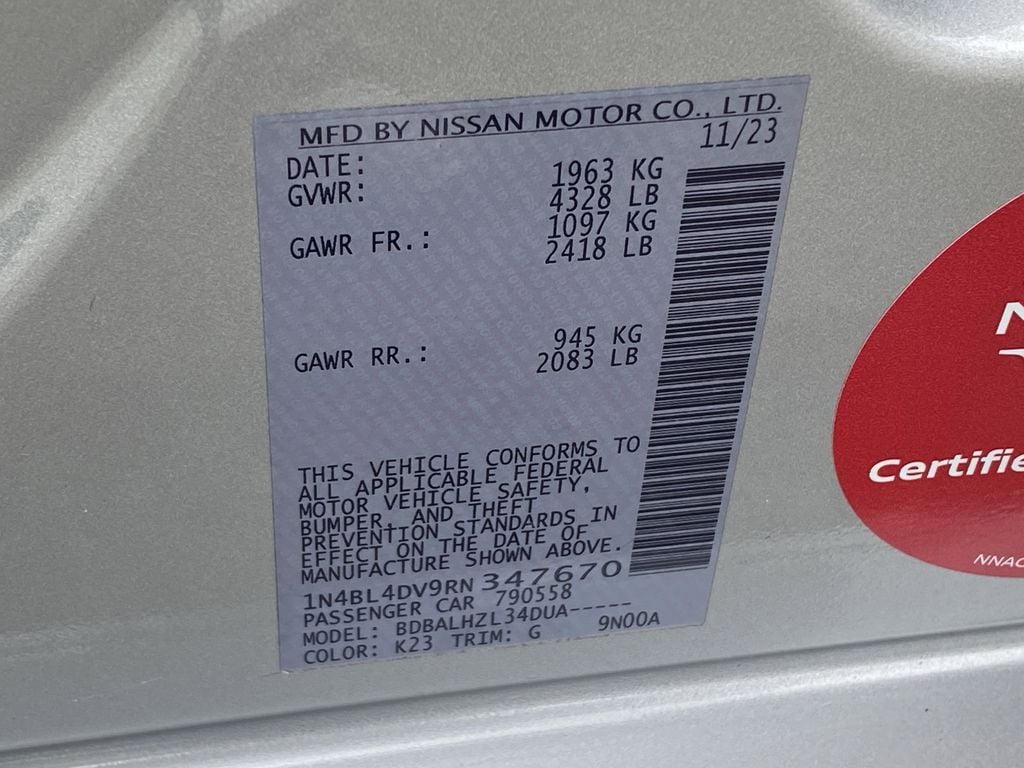 MFD BY NISSAN MOTOR CO., LTD.
DATE: 11/23
GVWR: 1963 KG
4328 LB
GAWR FR.: 1097 KG
2418 LB
GAWR RR.: 945 KG
2083 LB
THIS VEHICLE CONFORMS TO
ALL APPLICABLE FEDERAL
MOTOR VEHICLE SAFETY,
BUMPER, AND THEFT
PREVENTION STANDARDS IN
EFFECT ON THE DATE OF
MANUFACTURE SHOWN ABOVE.
1N4BL4DV9RN347670
PASSENGER CAR 790558
MODEL: BDBALHZL34DUA-----
COLOR: K23 TRIM: G 9N00A
N
Certifie
NNAC